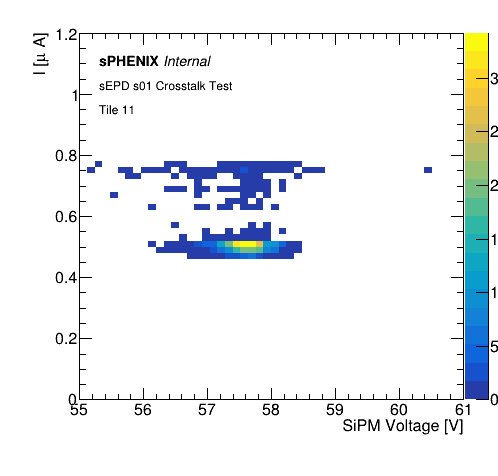 I [μ A]
1.2
1
0.8
0.6
0.4
0.2
0
sPHENIX Internal
sEPD s01 Crosstalk Test
Tile 11
55 56 57 58 59 60 61
SiPM Voltage [V]
3
2
2
1
1
5
0